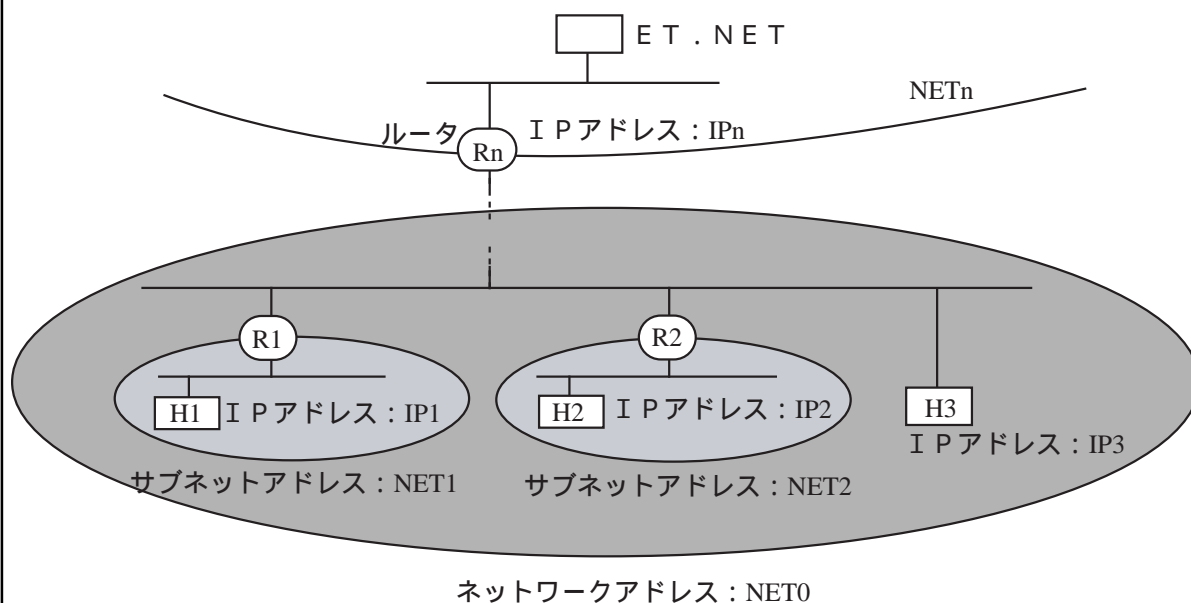 ＥＴ．ＮＥＴ
NETn
ルータ
ＩＰアドレス：IPn
Rn
R1
R2
H1
ＩＰアドレス：IP1
H2
ＩＰアドレス：IP2
H3
ＩＰアドレス：IP3
サブネットアドレス：NET1
サブネットアドレス：NET2
ネットワークアドレス：NET0